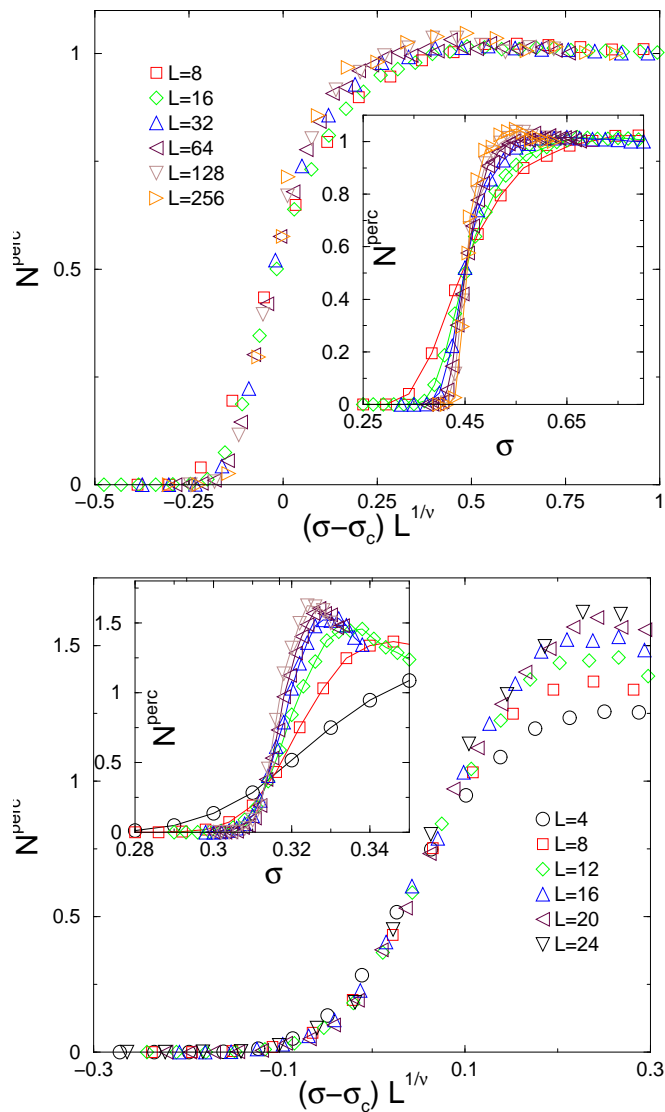 1
0.5
0
N^perc
L=8
L=16
L=32
L=64
L=128
L=256
1
0.8
0.6
0.4
0.2
0
N^perc
0.25 0.45 0.65
σ
−0.5 −0.25 0 0.25 0.5 0.75 1
(σ−σ_c) L^1/ν
1.5
1
0.5
0
N^perc
1.5
1
0.5
0
N^perc
0.28 0.3 0.32 0.34
σ
L=4
L=8
L=12
L=16
L=20
L=24
−0.3 −0.1 0.1 0.3
(σ−σ_c) L^1/ν